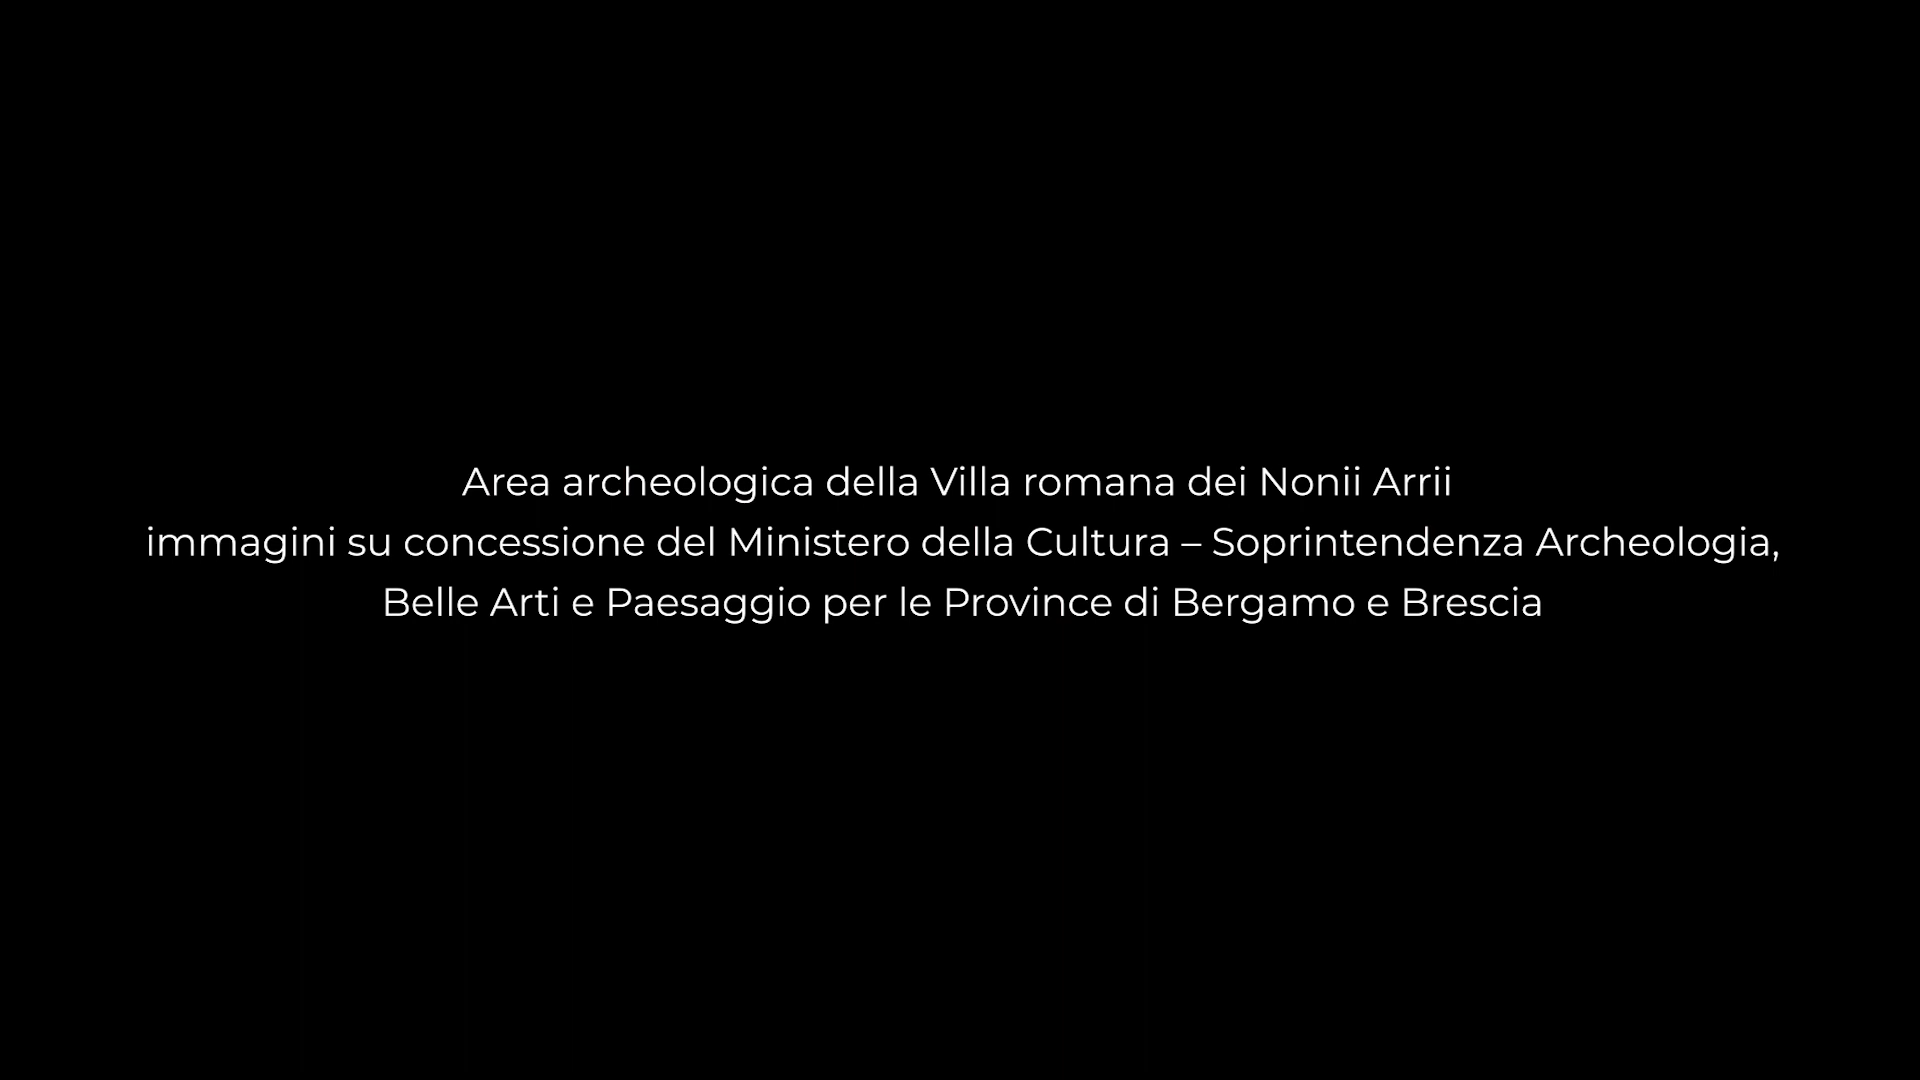 Area archeologica della Villa romana dei Nonii Arrii
immagini su concessione del Ministero della Cultura – Soprintendenza Archeologia,
Belle Arti e Paesaggio per le Province di Bergamo e Brescia